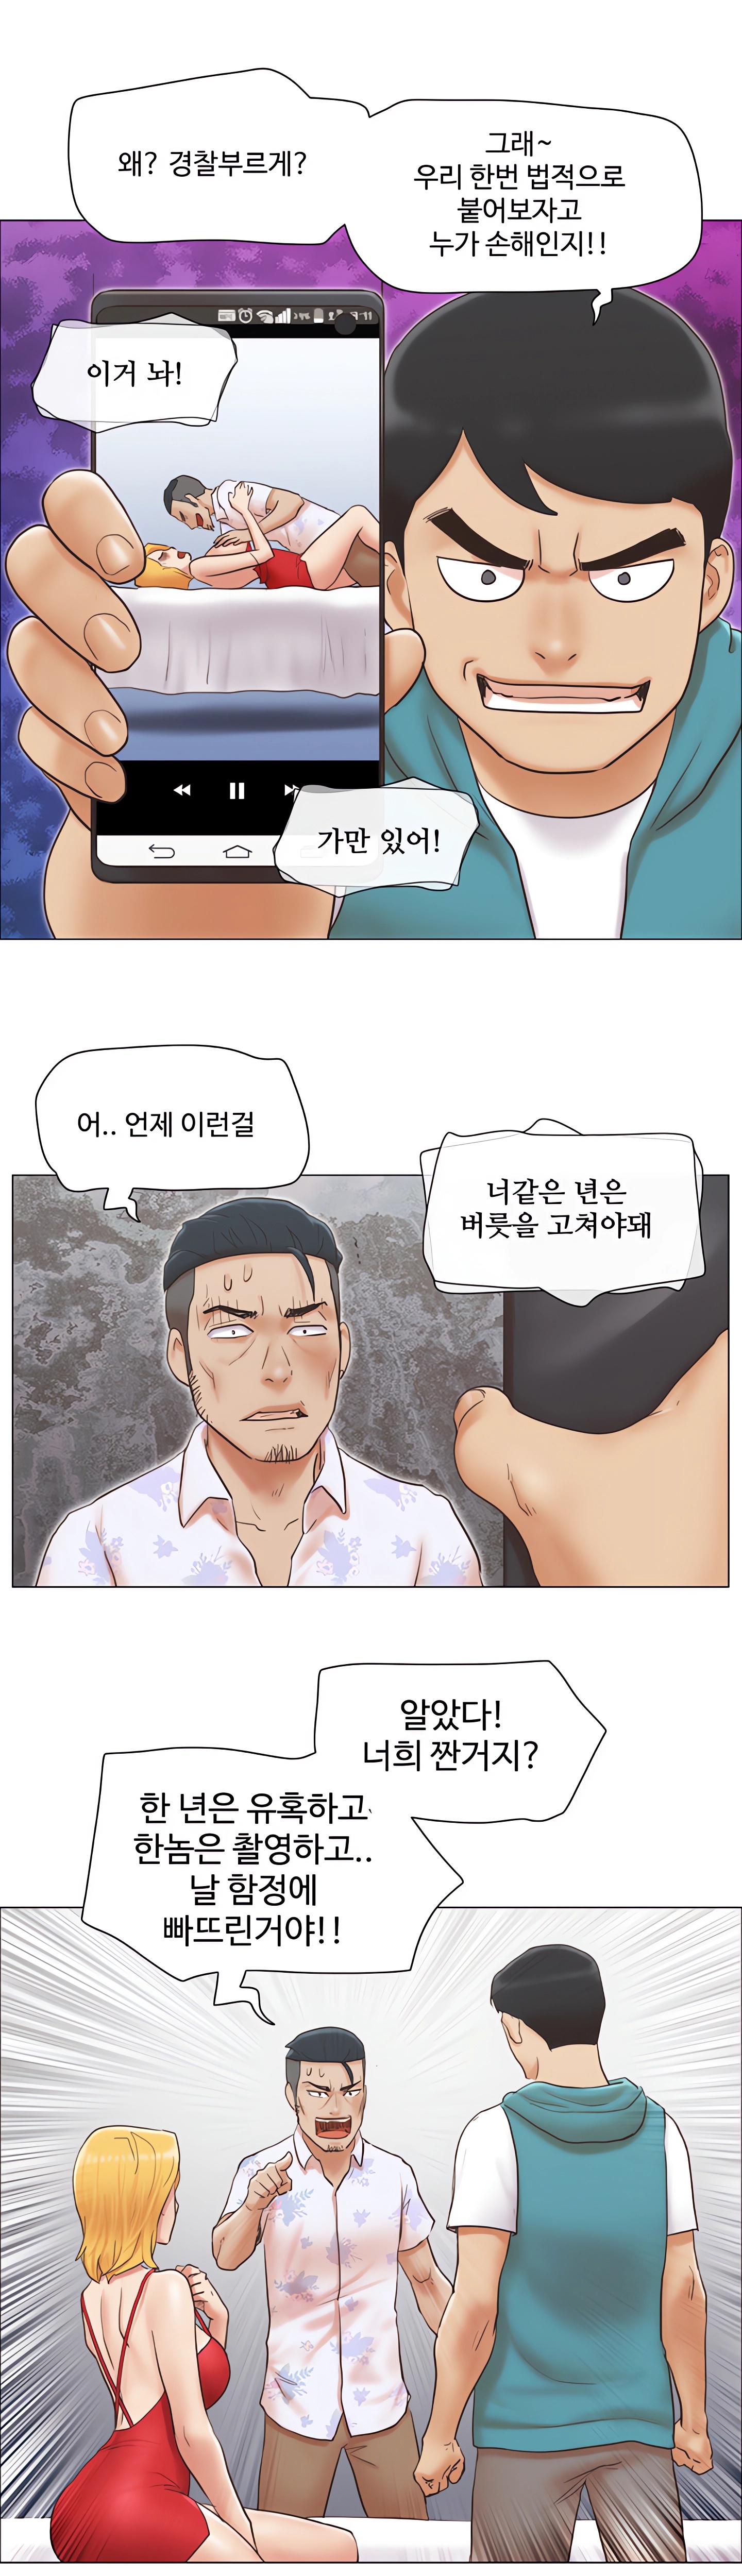 왜? 경찰부르게?
그래~
우리 한번 법적으로
붙어보자고
누가 손해인지!!
이거 놔!
가만 있어!
어.. 언제 이런걸
너같은 년은
버릇을 고쳐야돼
알았다!
너희 짠거지?
한 년은 유혹하고
한놈은 촬영하고..
날 함정에
빠뜨린거야!!